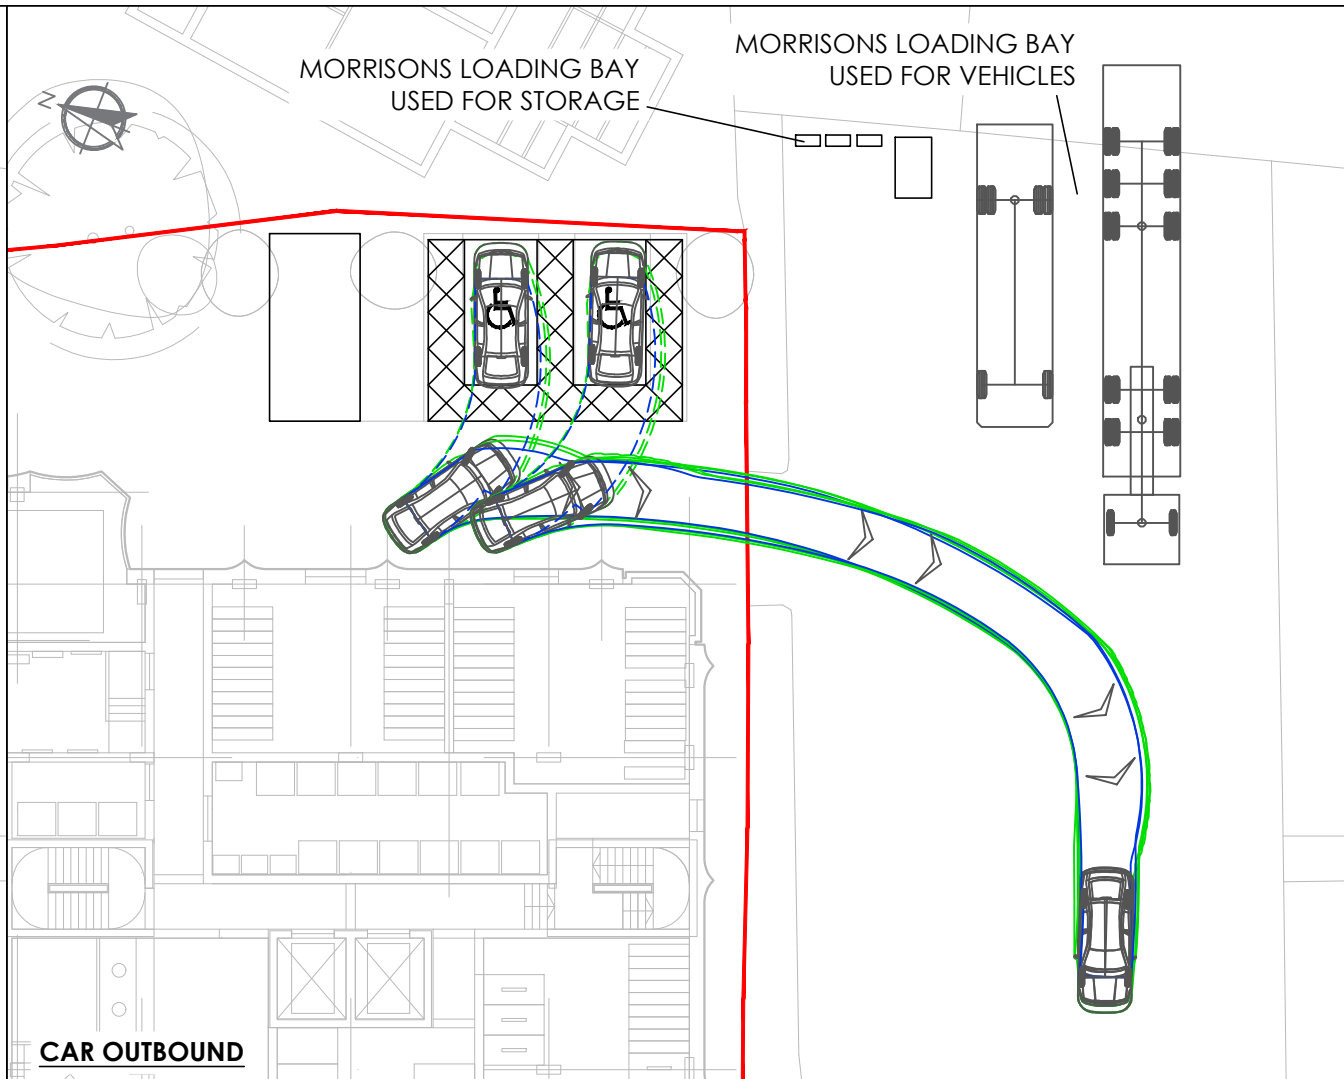 MORRISONS LOADING BAY
USED FOR STORAGE
MORRISONS LOADING BAY
USED FOR VEHICLES
N
CAR OUTBOUND